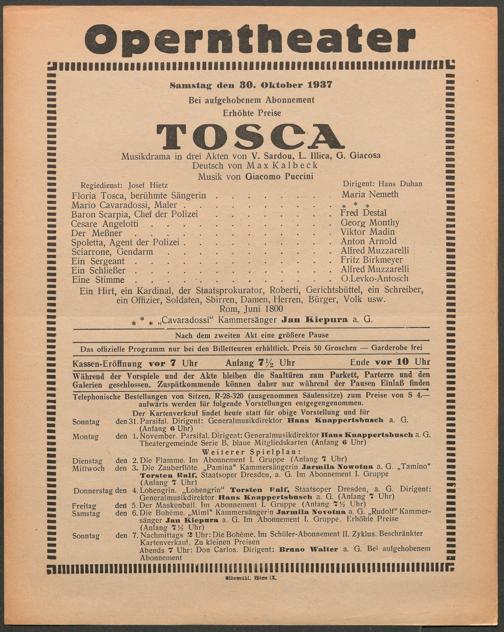 Operntheater
Samstag den 30. Oktober 1937
Bei aufgehobenem Abonnement
Erhöhte Preise
TOSCA
Musikdrama in drei Akten von V. Sardou, L. Illica, G. Giacosa
Deutsch von Max Kalbeck
Musik von Giacomo Puccini
Regiedienst: Josef Hietz Dirigent: Hans Duhan
Floria Tosca, berühmte Sängerin . . . . . . Maria Nemeth
Mario Cavaradossi, Maler . . . . . . . * * *
Baron Scarpia, Chef der Polizei . . . . . . Fred Destal
Cesare Angelotti . . . . . . . . Georg Monthy
Der Meßner . . . . . . . . . Viktor Madin
Spoletta, Agent der Polizei . . . . . . . Anton Arnold
Sciarrone, Gendarm . . . . . . . . Alfred Muzzarelli
Ein Sergeant . . . . . . . . . Fritz Birkmeyer
Ein Schließer . . . . . . . . . Alfred Muzzarelli
Eine Stimme . . . . . . . . . O.Levko-Antosch
Ein Hirt, ein Kardinal, der Staatsprokurator, Roberti, Gerichtsbüttel, ein Schreiber,
ein Offizier, Soldaten, Sbirren, Damen, Herren, Bürger, Volk usw.
Rom, Juni 1800
* * * „Cavaradossi" Kammersänger Jan Kiepura a. G.
Nach dem zweiten Akt eine größere Pause
Das offizielle Programm nur bei den Billetteuren erhältlich. Preis 50 Groschen — Garderobe frei
Kassen-Eröffnung vor 7 Uhr Anfang 7½ Uhr Ende vor 10 Uhr
Während der Vorspiele und der Akte bleiben die Saaltüren zum Parkett, Parterre und den
Galerien geschlossen. Zuspätkommende können daher nur während der Pausen Einlaß finden
Telephonische Bestellungen von Sitzen, R-28-320 (ausgenommen Säulensitze) zum Preise von S 4.—
aufwärts werden für folgende Vorstellungen entgegengenommen.
Der Kartenverkauf findet heute statt für obige Vorstellung und für
Sonntag den 31. Parsifal. Dirigent: Generalmusikdirektor Hans Knappertsbusch a. G.
(Anfang 6 Uhr)
Montag den 1. November. Parsifal. Dirigent: Generalmusikdirektor Hans Knappertsbusch a. G.
Theatergemeinde Serie B, blaue Mitgliedskarten (Anfang 6 Uhr)
Weiterer Spielplan:
Dienstag den 2. Die Flamme. Im Abonnement I. Gruppe (Anfang 7 Uhr)
Mittwoch den 3. Die Zauberflöte. „Pamina" Kammersängerin Jarmila Novotna a. G. „Tamino"
Torsten Ralf, Staatsoper Dresden, a. G. Im Abonnement I. Gruppe
(Anfang 7 Uhr)
Donnerstag den 4. Lohengrin. „Lohengrin" Torsten Ralf, Staatsoper Dresden, a. G. Dirigent:
Generalmusikdirektor Hans Knappertsbusch a. G. (Anfang 7 Uhr)
Freitag den 5. Der Maskenball. Im Abonnement I. Gruppe (Anfang 7½ Uhr)
Samstag den 6. Die Bohème. „Mimi" Kammersängerin Jarmila Novotna a. G. „Rudolf" Kammer-
sänger Jan Kiepura a. G. Im Abonnement I. Gruppe. Erhöhte Preise
(Anfang 7½ Uhr)
Sonntag den 7. Nachmittags 2 Uhr: Die Bohème. Im Schüler-Abonnement II. Zyklus. Beschränkter
Kartenverkauf. Zu kleinen Preisen
Abends 7 Uhr: Don Carlos. Dirigent: Bruno Walter a. G. Bei aufgehobenem
Abonnement
Elbemühl, Wien IX.